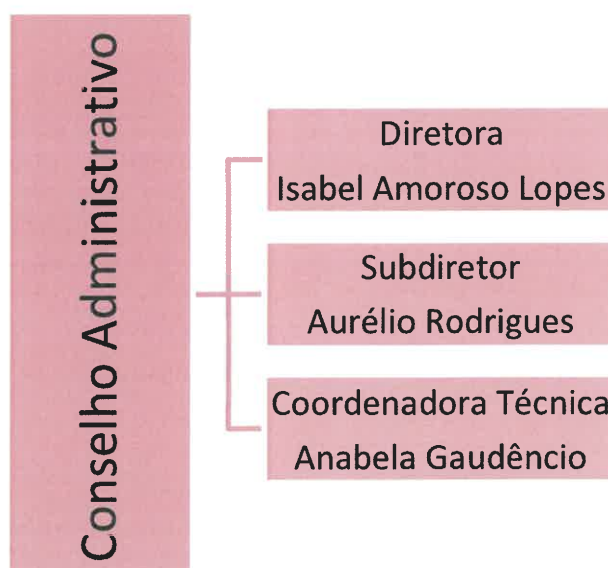 Conselho Administrativo
Diretora
Isabel Amoroso Lopes
Subdiretor
Aurélio Rodrigues
Coordenadora Técnica
Anabela Gaudêncio